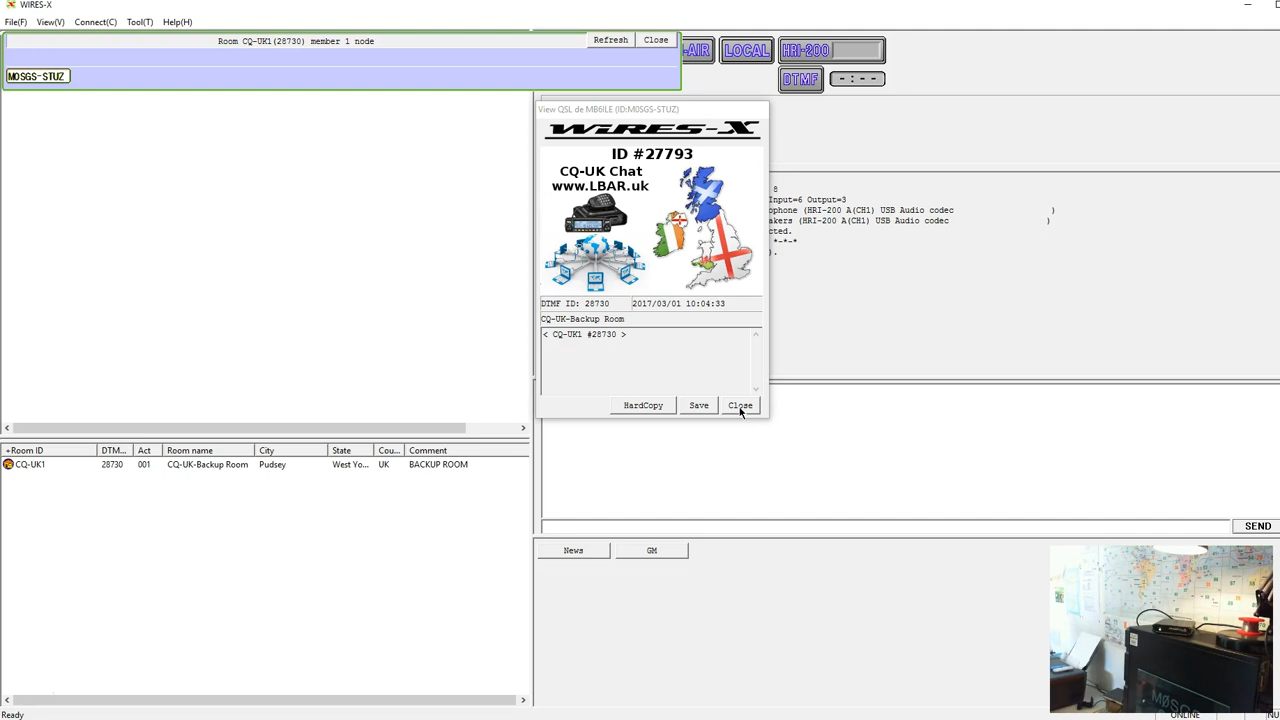 WIRES-X
File(F) View(V) Connect(C) Tool(T) Help(H)
Room CQ-UK1(28730) member 1 node
Refresh
Close
M0SGS-STUZ
-AIR
LOCAL
HRI-200
DTMF
-:--
View QSL de MB6ILE (ID:M0SGS-STUZ)
WiRES-X
ID #27793
CQ-UK Chat
www.LBAR.uk
DTMF ID: 28730
2017/03/01 10:04:33
CQ-UK-Backup Room
< CQ-UK1 #28730 >
HardCopy
Save
Close
8
Input=6 Output=3
ophone (HRI-200 A(CH1) USB Audio codec )
akers (HRI-200 A(CH1) USB Audio codec )
cted.
*-*-*
).
+Room ID DTM... Act Room name City State Cou... Comment
CQ-UK1 28730 001 CQ-UK-Backup Room Pudsey West Yo... UK BACKUP ROOM
SEND
News
GM
MØSG
Ready
ONLINE
NU